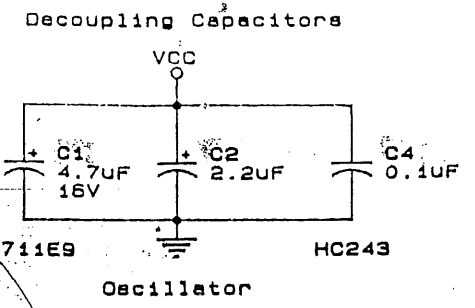 Decoupling Capacitors
VCC
+ C1
4.7uF
16V
+ C2
2.2uF
C4
0.1uF
711E9
HC243
Oscillator